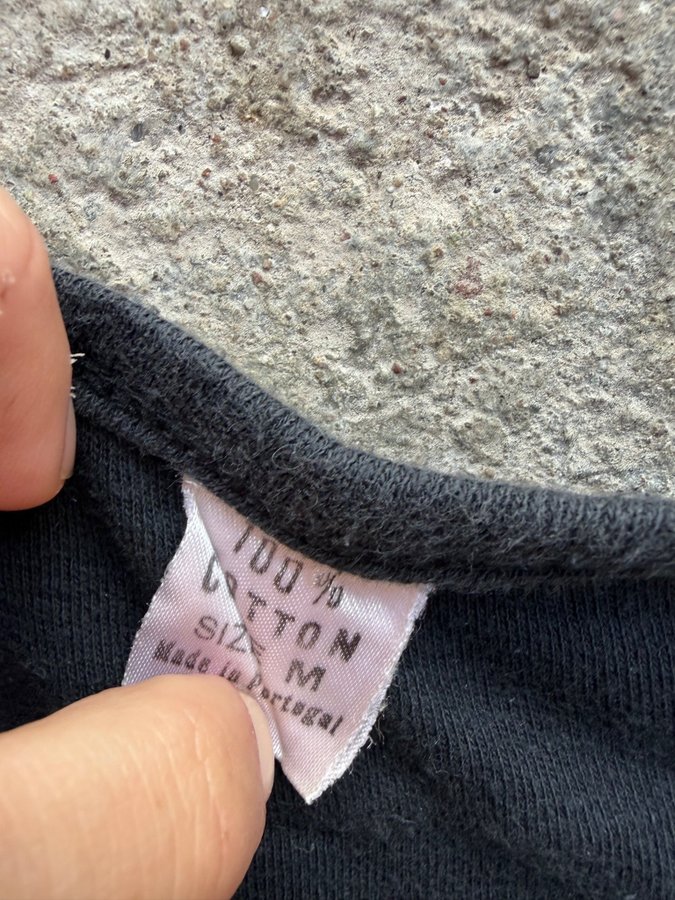 100%
COTTON
SIZE M
Made in Portugal